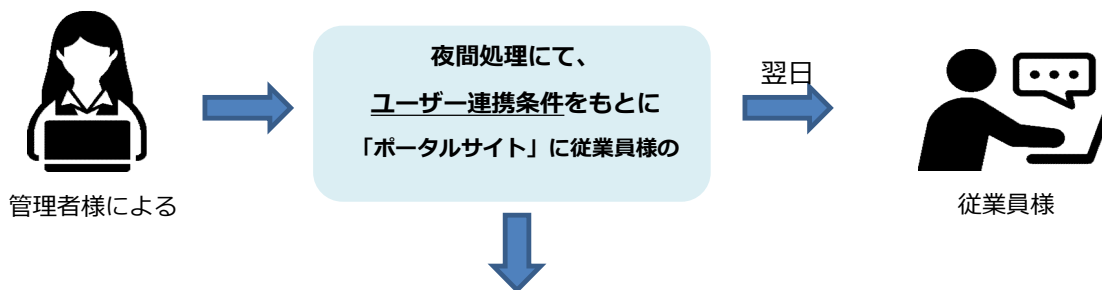 夜間処理にて、
ユーザー連携条件をもとに
「ポータルサイト」に従業員様の
翌日
管理者様による
従業員様